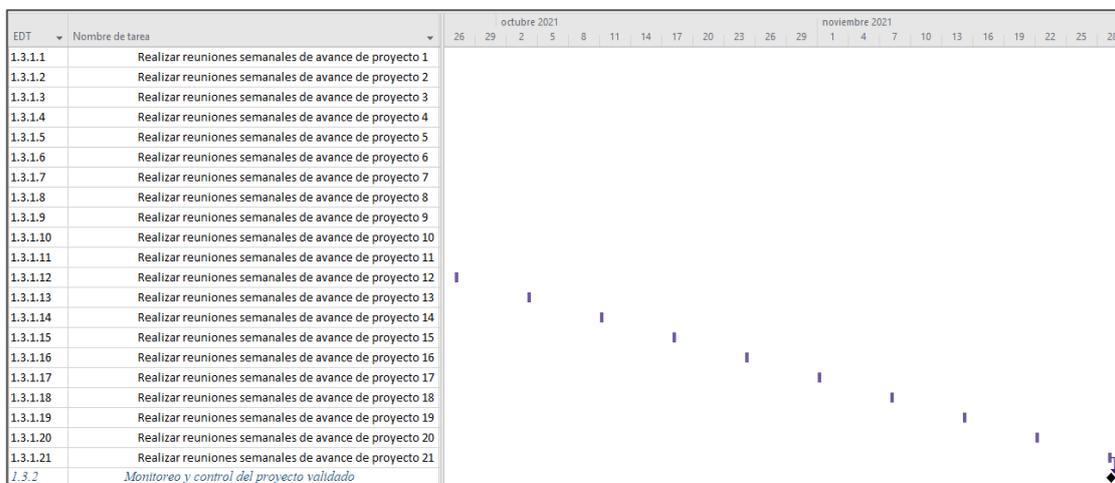 octubre 2021 noviembre 2021
EDT Nombre de tarea 26 29 2 5 8 11 14 17 20 23 26 29 1 4 7 10 13 16 19 22 25 28
1.3.1.1 Realizar reuniones semanales de avance de proyecto 1
1.3.1.2 Realizar reuniones semanales de avance de proyecto 2
1.3.1.3 Realizar reuniones semanales de avance de proyecto 3
1.3.1.4 Realizar reuniones semanales de avance de proyecto 4
1.3.1.5 Realizar reuniones semanales de avance de proyecto 5
1.3.1.6 Realizar reuniones semanales de avance de proyecto 6
1.3.1.7 Realizar reuniones semanales de avance de proyecto 7
1.3.1.8 Realizar reuniones semanales de avance de proyecto 8
1.3.1.9 Realizar reuniones semanales de avance de proyecto 9
1.3.1.10 Realizar reuniones semanales de avance de proyecto 10
1.3.1.11 Realizar reuniones semanales de avance de proyecto 11
1.3.1.12 Realizar reuniones semanales de avance de proyecto 12
1.3.1.13 Realizar reuniones semanales de avance de proyecto 13
1.3.1.14 Realizar reuniones semanales de avance de proyecto 14
1.3.1.15 Realizar reuniones semanales de avance de proyecto 15
1.3.1.16 Realizar reuniones semanales de avance de proyecto 16
1.3.1.17 Realizar reuniones semanales de avance de proyecto 17
1.3.1.18 Realizar reuniones semanales de avance de proyecto 18
1.3.1.19 Realizar reuniones semanales de avance de proyecto 19
1.3.1.20 Realizar reuniones semanales de avance de proyecto 20
1.3.1.21 Realizar reuniones semanales de avance de proyecto 21
1.3.2 Monitoreo y control del proyecto validado